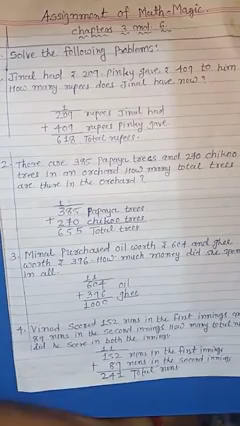 Assignment of Math-Magic.
chapters 3 and 6
Solve the following Problems:
Jinal had ₹ 209. Pinky gave ₹ 409 to him
How many rupees does Jinal have now?
1
209 rupees Jinal had
+ 409 rupees Pinky gave
618 Total rupees.
2. There are 385 Papaya trees and 270 chikoo
trees in an orchard How many total trees
are there in the orchard?
1
385 Papaya trees
+ 270 chikoo trees
655 Total trees
3. Minal Purchased oil worth ₹ 604 and ghee
worth ₹ 396. How much money did she spen
in all.
11
604 oil
+ 396 ghee
1000
4. Vinod Scored 152 runs in the first innings
89 runs in the second innings How many total
did he score in both the innings
11
152 runs in the first innings
+ 89 runs in the second innings
241 Total runs